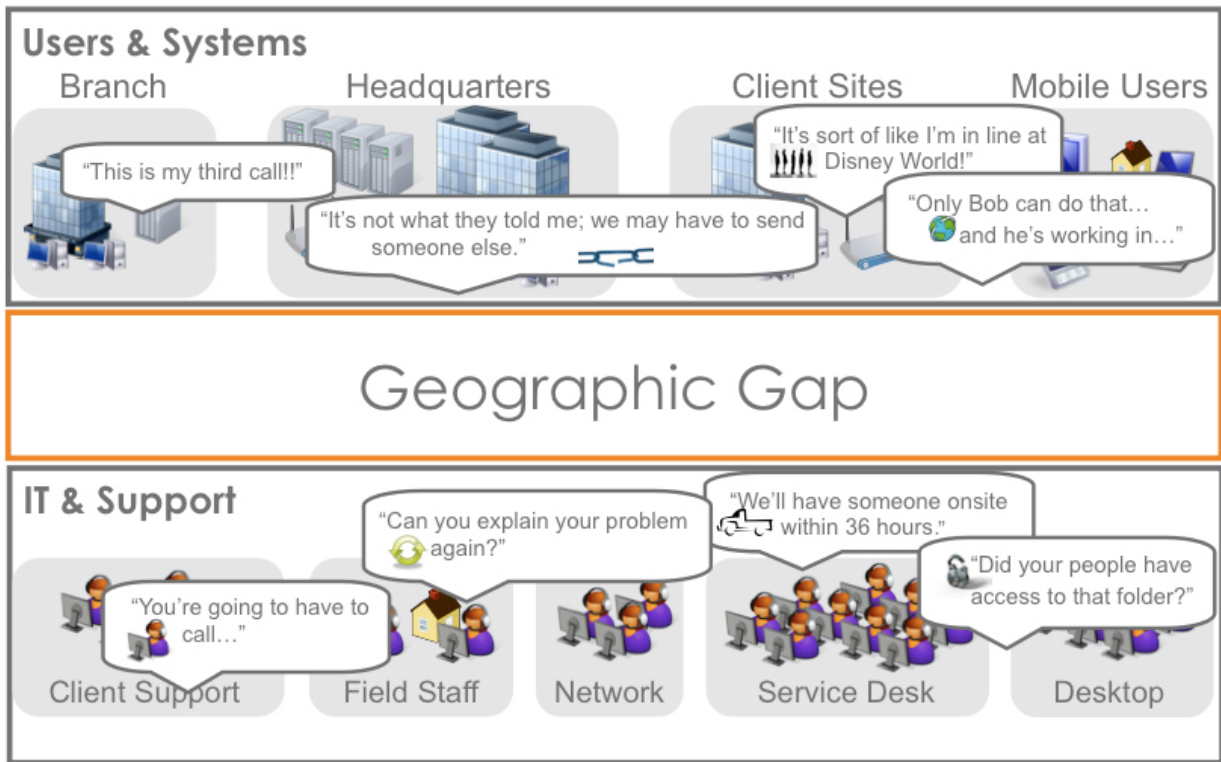 Users & Systems
Branch
Headquarters
Client Sites
Mobile Users
“This is my third call!!”
“It’s not what they told me; we may have to send
someone else.”
“It’s sort of like I’m in line at
Disney World!”
“Only Bob can do that…
and he’s working in…”
Geographic Gap
IT & Support
“You’re going to have to
call…”
“Can you explain your problem
again?”
“We’ll have someone onsite
within 36 hours.”
“Did your people have
access to that folder?”
Client Support
Field Staff
Network
Service Desk
Desktop